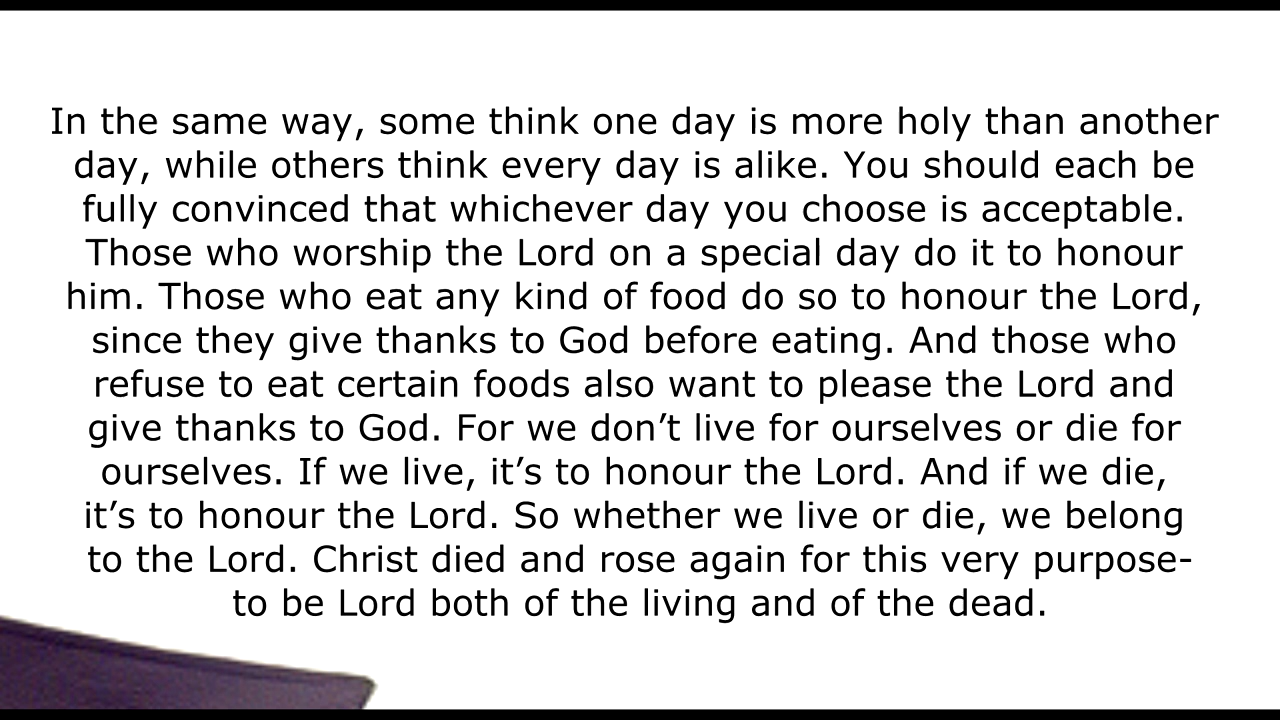 In the same way, some think one day is more holy than another
day, while others think every day is alike. You should each be
fully convinced that whichever day you choose is acceptable.
Those who worship the Lord on a special day do it to honour
him. Those who eat any kind of food do so to honour the Lord,
since they give thanks to God before eating. And those who
refuse to eat certain foods also want to please the Lord and
give thanks to God. For we don’t live for ourselves or die for
ourselves. If we live, it’s to honour the Lord. And if we die,
it’s to honour the Lord. So whether we live or die, we belong
to the Lord. Christ died and rose again for this very purpose-
to be Lord both of the living and of the dead.